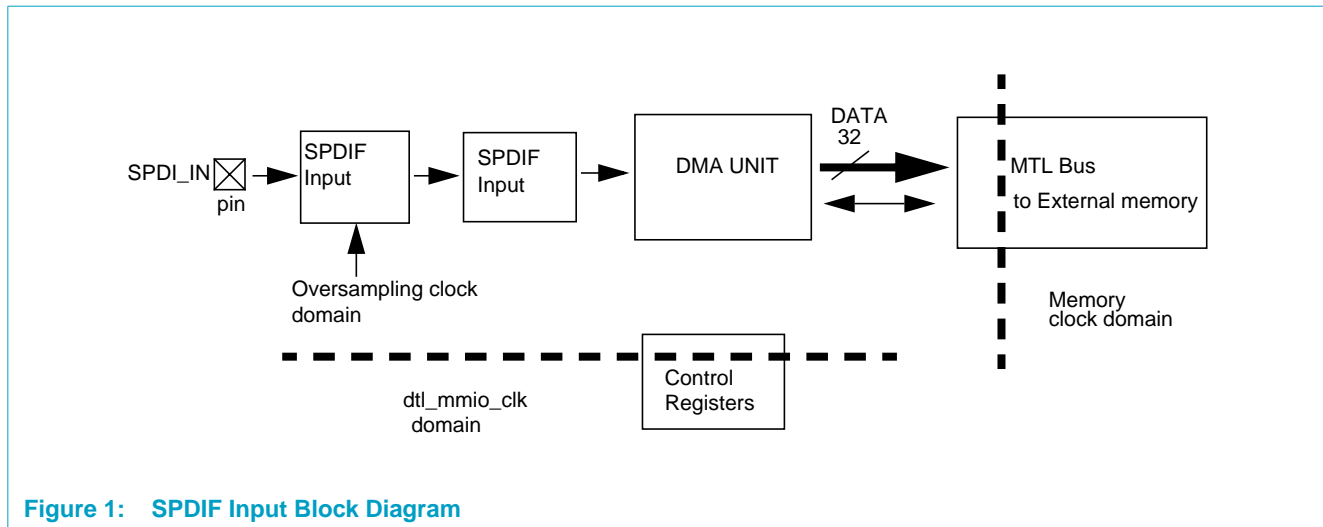 SPDI_IN
pin
SPDIF
Input
SPDIF
Input
DMA UNIT
DATA
32
MTL Bus
to External memory
Oversampling clock
domain
Memory
clock domain
dtl_mmio_clk
domain
Control
Registers
Figure 1: SPDIF Input Block Diagram